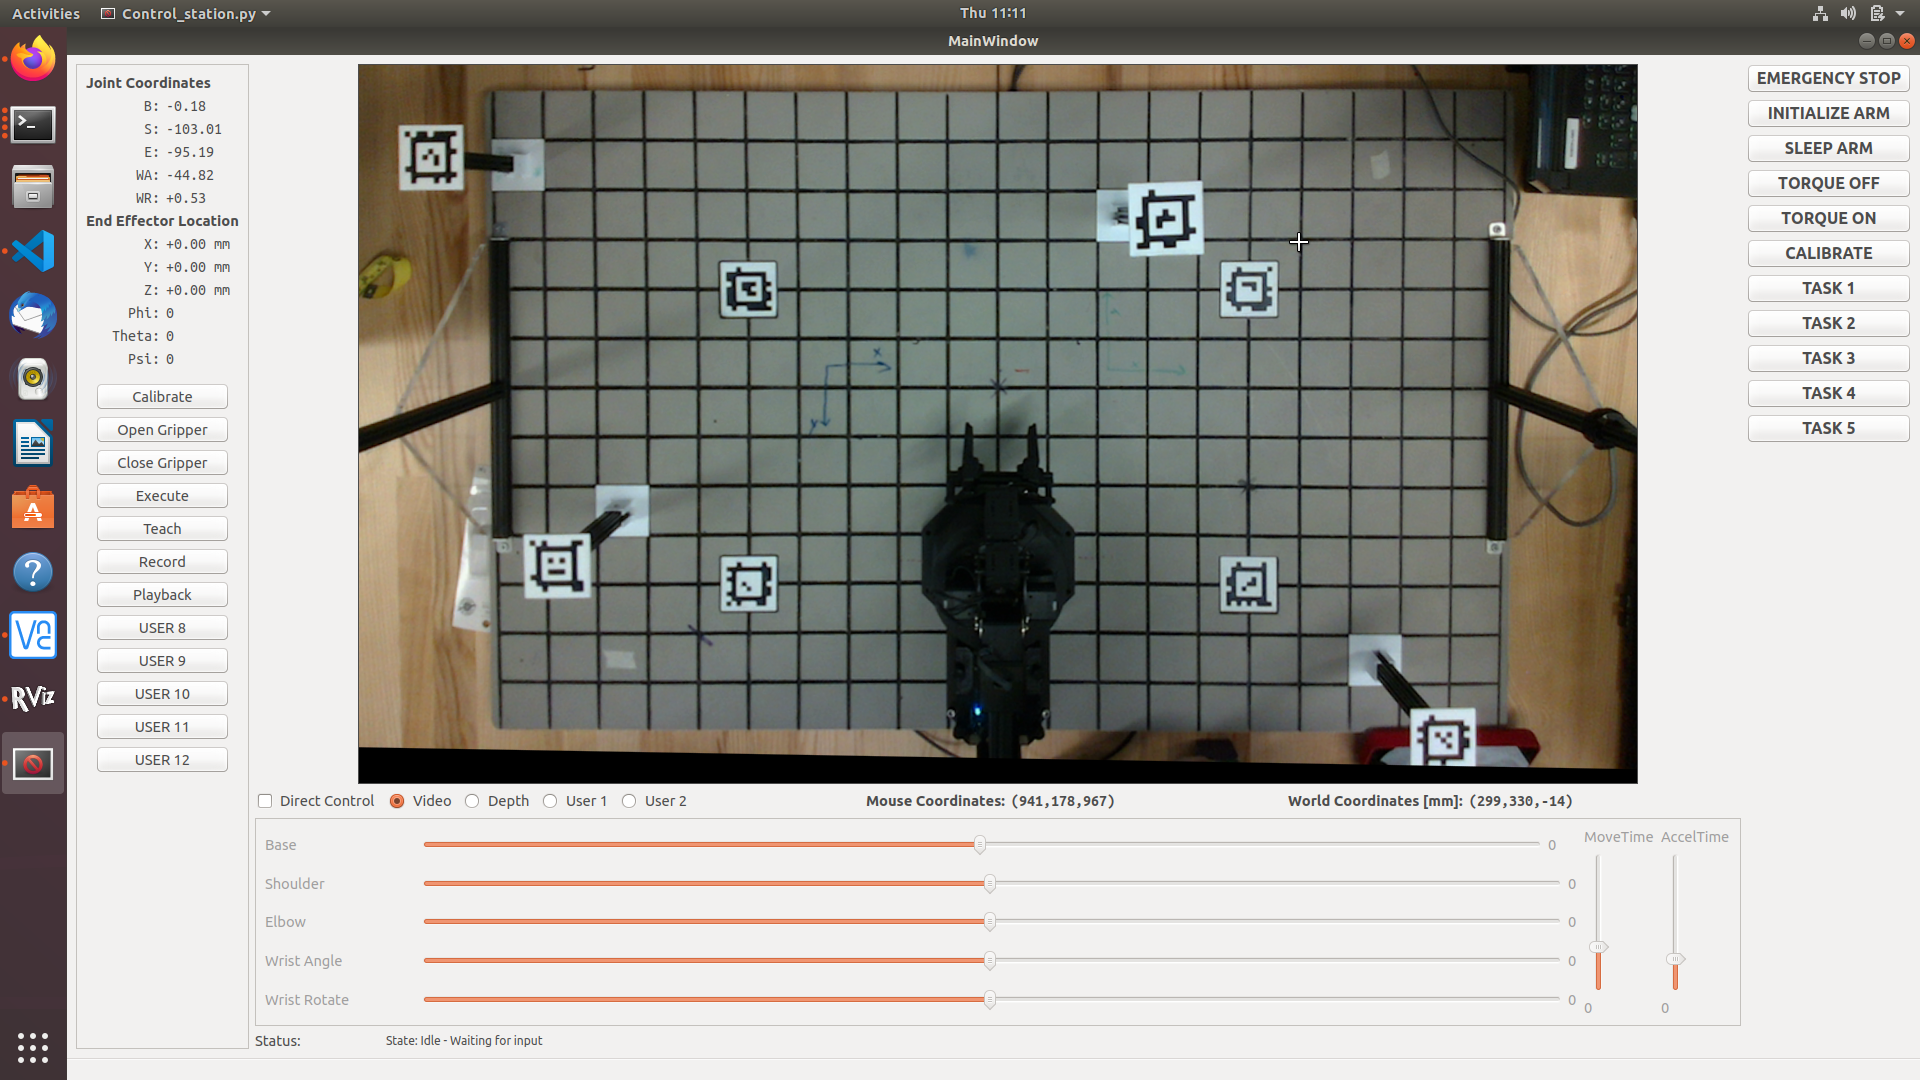 Activities Control_station.py Thu 11:11
MainWindow
Joint Coordinates
B: -0.18
S: -103.01
E: -95.19
WA: -44.82
WR: +0.53
End Effector Location
X: +0.00 mm
Y: +0.00 mm
Z: +0.00 mm
Phi: 0
Theta: 0
Psi: 0
Calibrate
Open Gripper
Close Gripper
Execute
Teach
Record
Playback
USER 8
USER 9
USER 10
USER 11
USER 12
x
y
EMERGENCY STOP
INITIALIZE ARM
SLEEP ARM
TORQUE OFF
TORQUE ON
CALIBRATE
TASK 1
TASK 2
TASK 3
TASK 4
TASK 5
Direct Control Video Depth User 1 User 2 Mouse Coordinates: (941,178,967) World Coordinates [mm]: (299,330,-14)
Base 0
Shoulder 0
Elbow 0
Wrist Angle 0
Wrist Rotate 0
MoveTime AccelTime
0 0
Status: State: Idle - Waiting for input
RViz